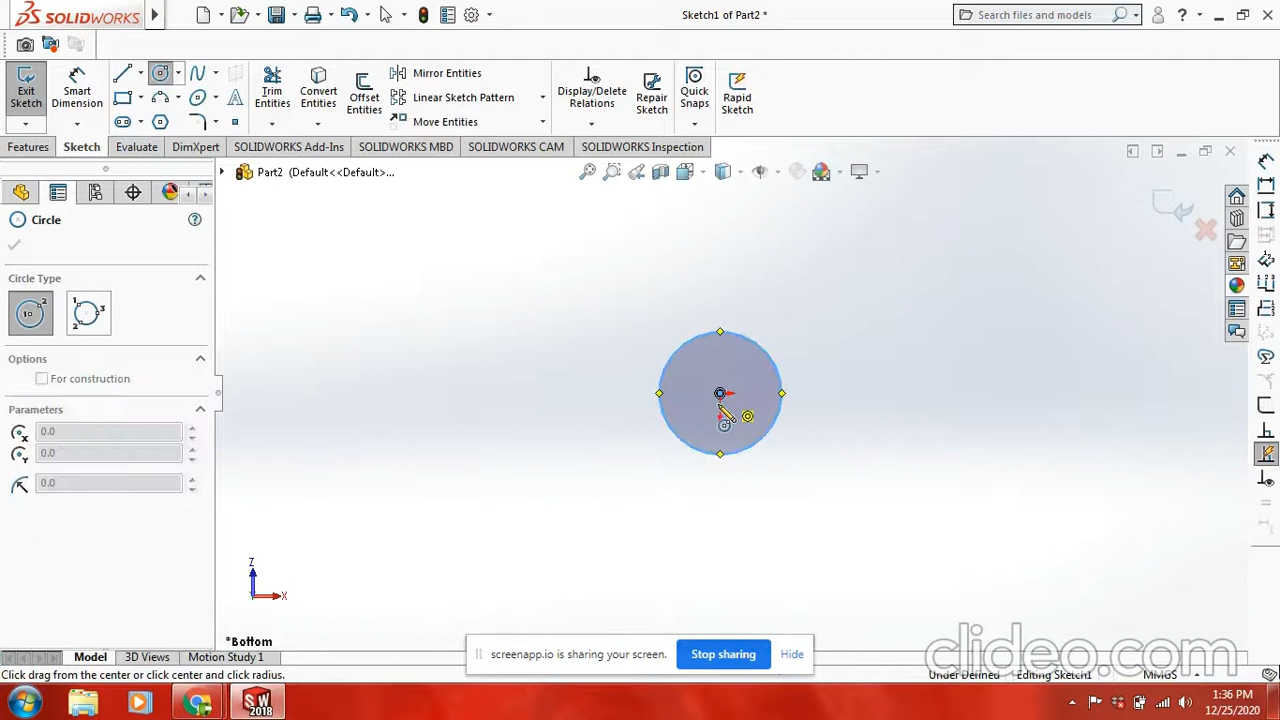 SOLIDWORKS
Sketch1 of Part2 *
Search files and models
Exit Sketch
Smart Dimension
Trim Entities
Convert Entities
Offset Entities
Mirror Entities
Linear Sketch Pattern
Move Entities
Display/Delete Relations
Repair Sketch
Quick Snaps
Rapid Sketch
Features
Sketch
Evaluate
DimXpert
SOLIDWORKS Add-Ins
SOLIDWORKS MBD
SOLIDWORKS CAM
SOLIDWORKS Inspection
Part2 (Default<<Default>...
Circle
Circle Type
Options
For construction
Parameters
0.0
0.0
0.0
Z
X
*Bottom
screenapp.io is sharing your screen.
Stop sharing
Hide
clideo.com
Model
3D Views
Motion Study 1
Click drag from the center or click center and click radius.
Under Defined
Editing Sketch1
MMGS
SW 2018
1:36 PM
12/25/2020